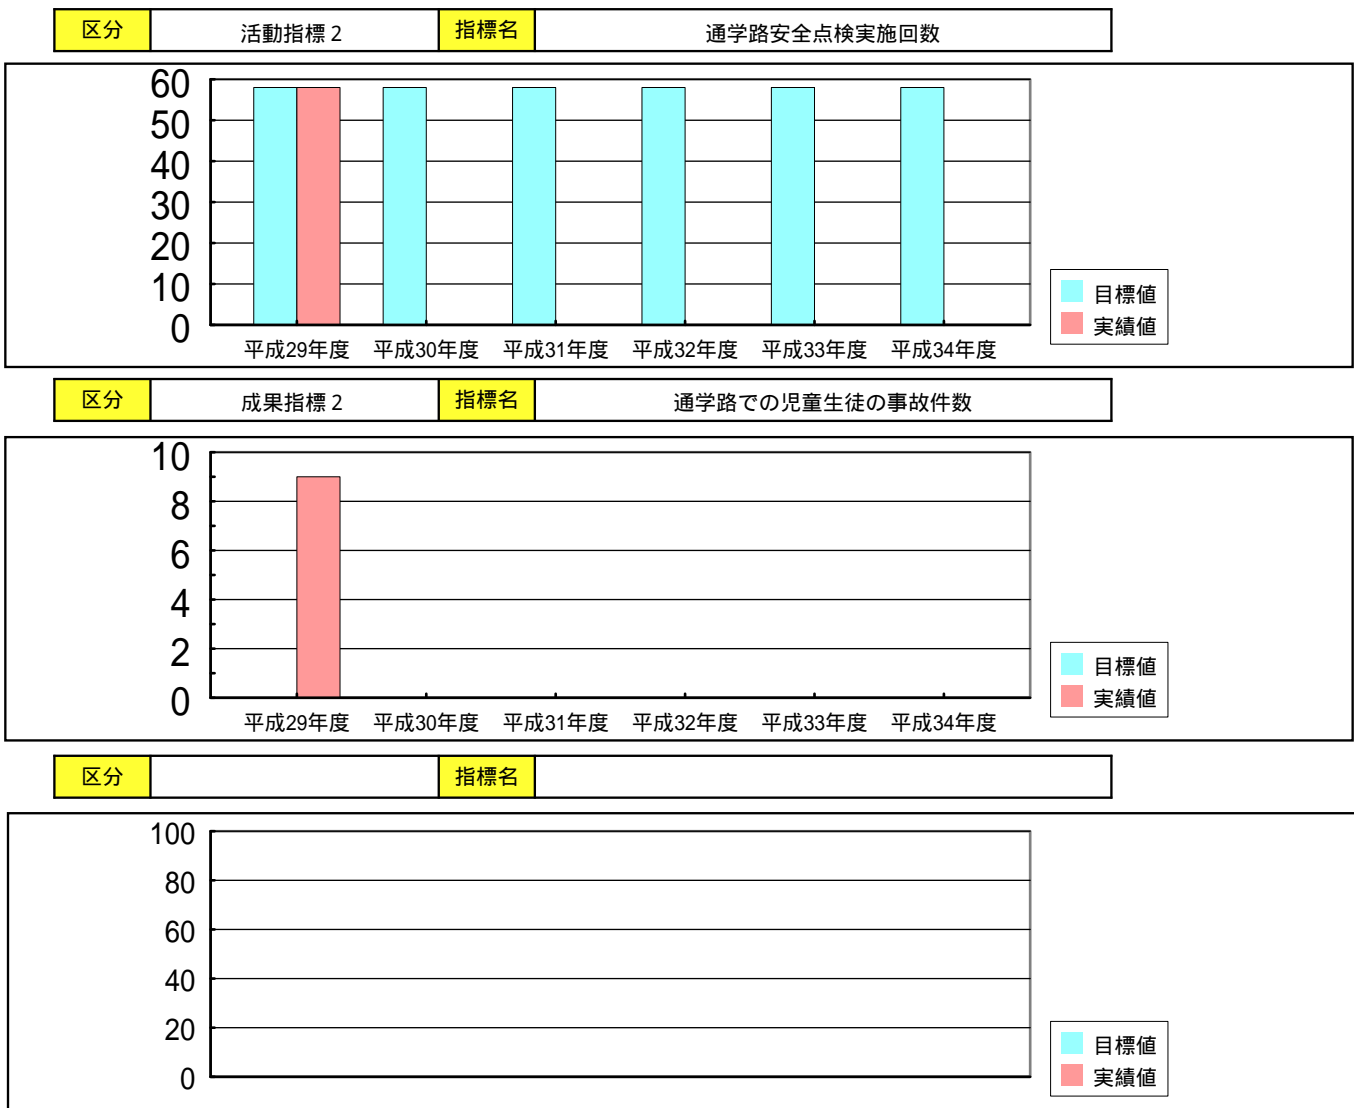 区分 活動指標２ 指標名 通学路安全点検実施回数
60
50
40
30
20
10
0
平成29年度 平成30年度 平成31年度 平成32年度 平成33年度 平成34年度
目標値
実績値
区分 成果指標２ 指標名 通学路での児童生徒の事故件数
10
8
6
4
2
0
平成29年度 平成30年度 平成31年度 平成32年度 平成33年度 平成34年度
目標値
実績値
区分 指標名
100
80
60
40
20
0
目標値
実績値